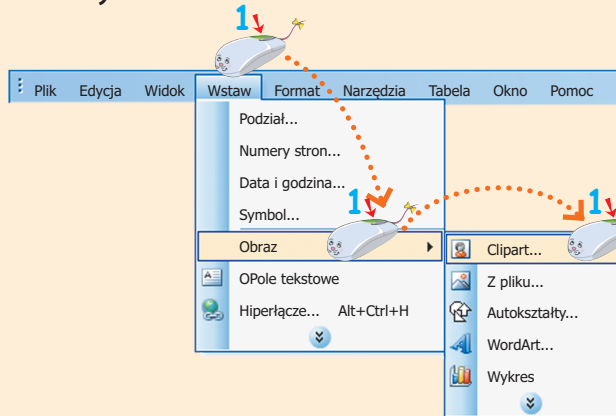 1
Plik Edycja Widok Wstaw Format Narzędzia Tabela Okno Pomoc
Podział...
Numery stron...
Data i godzina...
Symbol...
1
1
Obraz
Clipart...
OPole tekstowe
Z pliku...
Hiperłącze... Alt+Ctrl+H
Autokształty...
WordArt...
Wykres